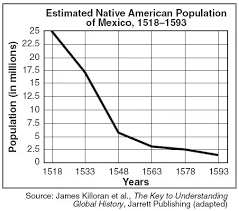 Estimated Native American Population
of Mexico, 1518–1593
Population (in millions)
25
22.5
20
17.5
15
12.5
10
7.5
5
2.5
0
1518 1533 1548 1563 1578 1593
Years
Source: James Killoran et al., The Key to Understanding
Global History, Jarrett Publishing (adapted)